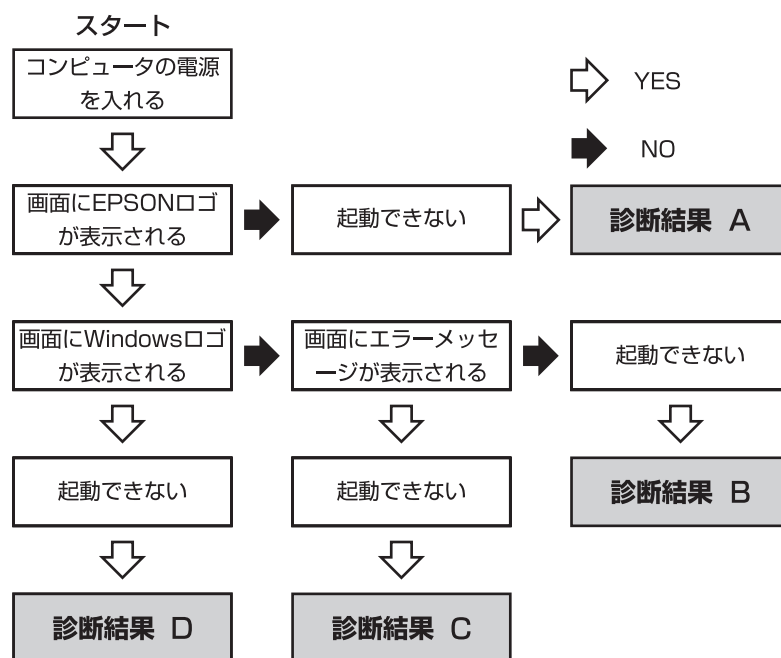 スタート
コンピュータの電源
を入れる
YES
NO
画面にEPSONロゴ
が表示される
起動できない
診断結果 A
画面にWindowsロゴ
が表示される
画面にエラーメッセ
ージが表示される
起動できない
起動できない
起動できない
診断結果 B
診断結果 D
診断結果 C